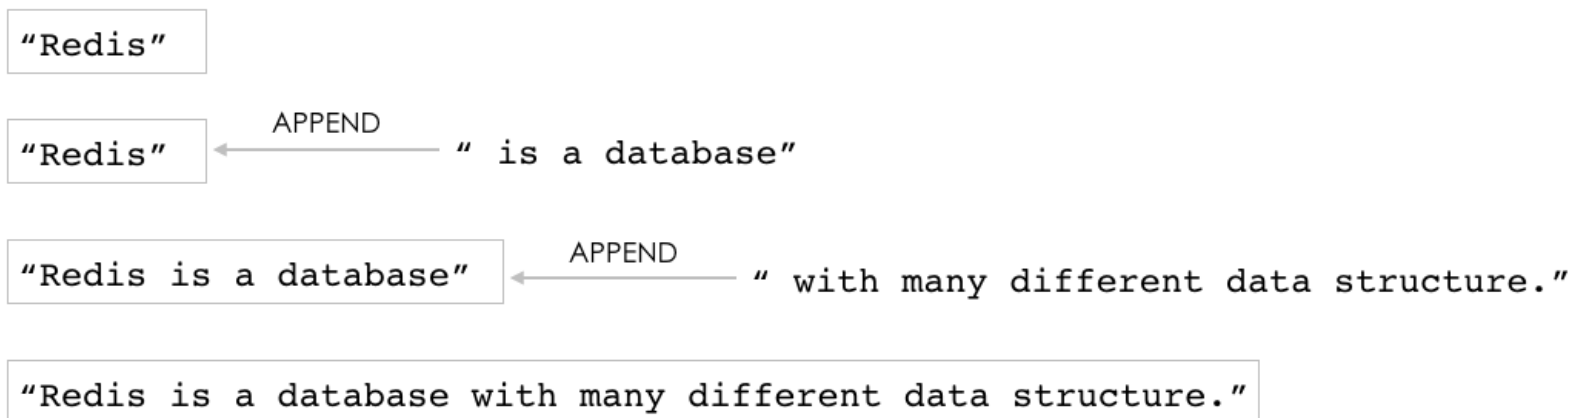 “Redis”
APPEND
“Redis” “ is a database”
APPEND
“Redis is a database” “ with many different data structure.”
“Redis is a database with many different data structure.”